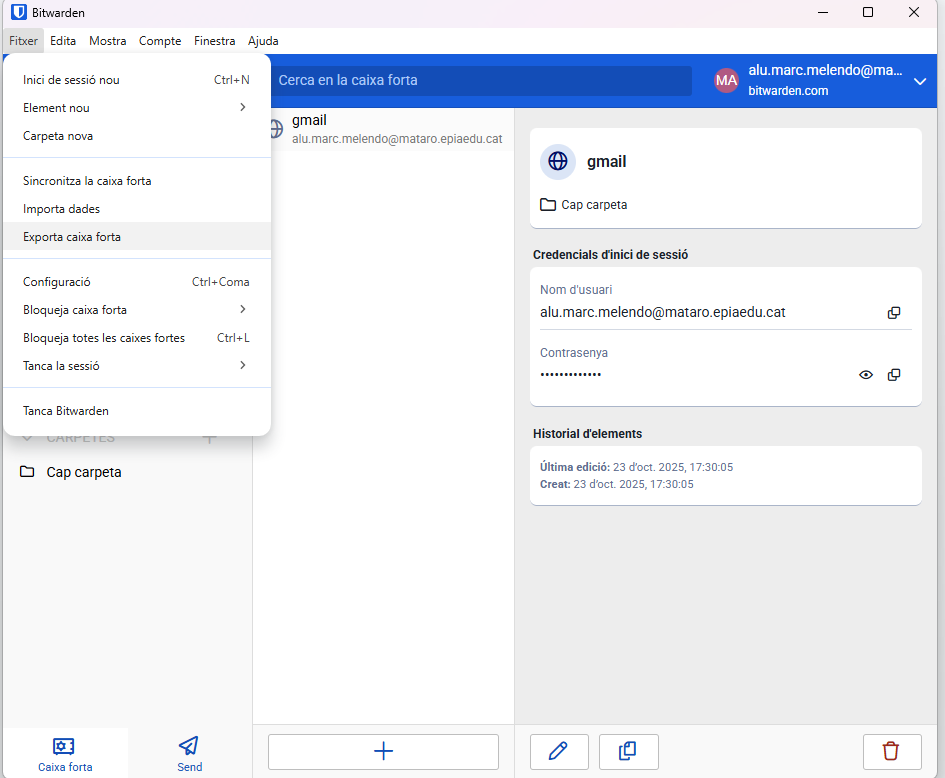 Bitwarden
Fitxer Edita Mostra Compte Finestra Ajuda
Inici de sessió nou Ctrl+N
Element nou
Carpeta nova
Sincronitza la caixa forta
Importa dades
Exporta caixa forta
Configuració Ctrl+Coma
Bloqueja caixa forta
Bloqueja totes les caixes fortes Ctrl+L
Tanca la sessió
Tanca Bitwarden
CARPETES
Cap carpeta
Caixa forta
Send
Cerca en la caixa forta
MA
alu.marc.melendo@ma...
bitwarden.com
gmail
alu.marc.melendo@mataro.epiaedu.cat
gmail
Cap carpeta
Credencials d'inici de sessió
Nom d'usuari
alu.marc.melendo@mataro.epiaedu.cat
Contrasenya
•••••••••••••
Historial d'elements
Última edició: 23 d'oct. 2025, 17:30:05
Creat: 23 d'oct. 2025, 17:30:05